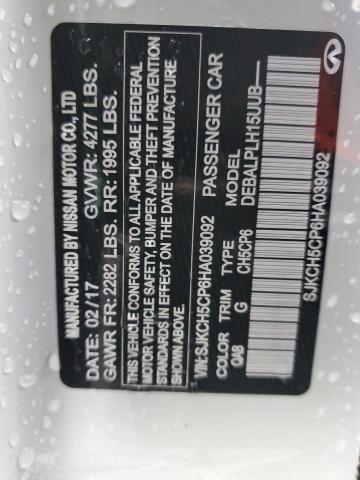 MANUFACTURED BY NISSAN MOTOR CO., LTD
DATE: 02/17 GVWR: 4277 LBS.
GAWR FR: 2282 LBS. RR: 1995 LBS.
THIS VEHICLE CONFORMS TO ALL APPLICABLE FEDERAL
MOTOR VEHICLE SAFETY, BUMPER AND THEFT PREVENTION
STANDARDS IN EFFECT ON THE DATE OF MANUFACTURE
SHOWN ABOVE.
VIN:SJKCH5CP6HA039092 PASSENGER CAR
COLOR TRIM TYPE DEBALPLH15UUB-----
QAB G CH5CP6
SJKCH5CP6HA039092